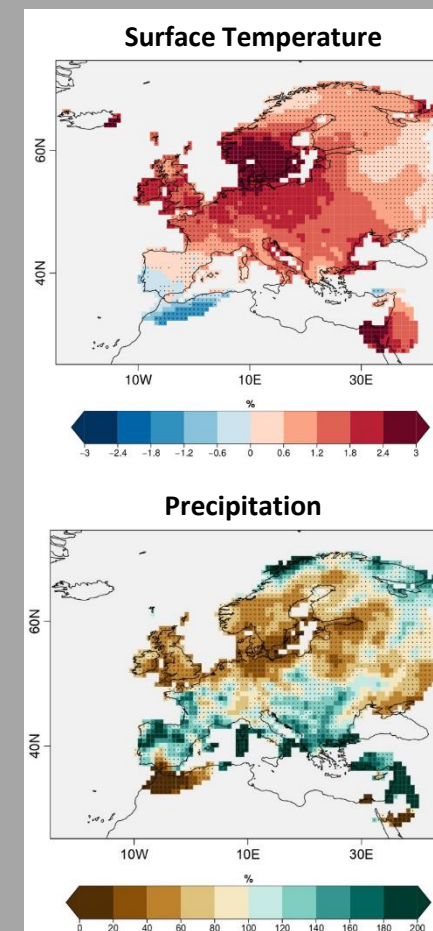 Surface Temperature
60N
40N
10W 10E 30E
%
−3 −2.4 −1.8 −1.2 −0.6 0 0.6 1.2 1.8 2.4 3
Precipitation
60N
40N
10W 10E 30E
%
0 20 40 60 80 100 120 140 160 180 200